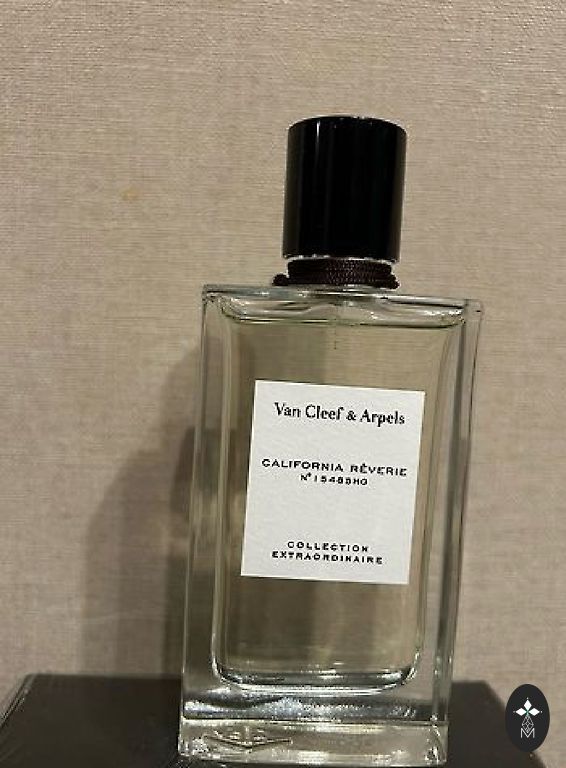 Van Cleef & Arpels
CALIFORNIA RÊVERIE
N°15485HG
COLLECTION
EXTRAORDINAIRE